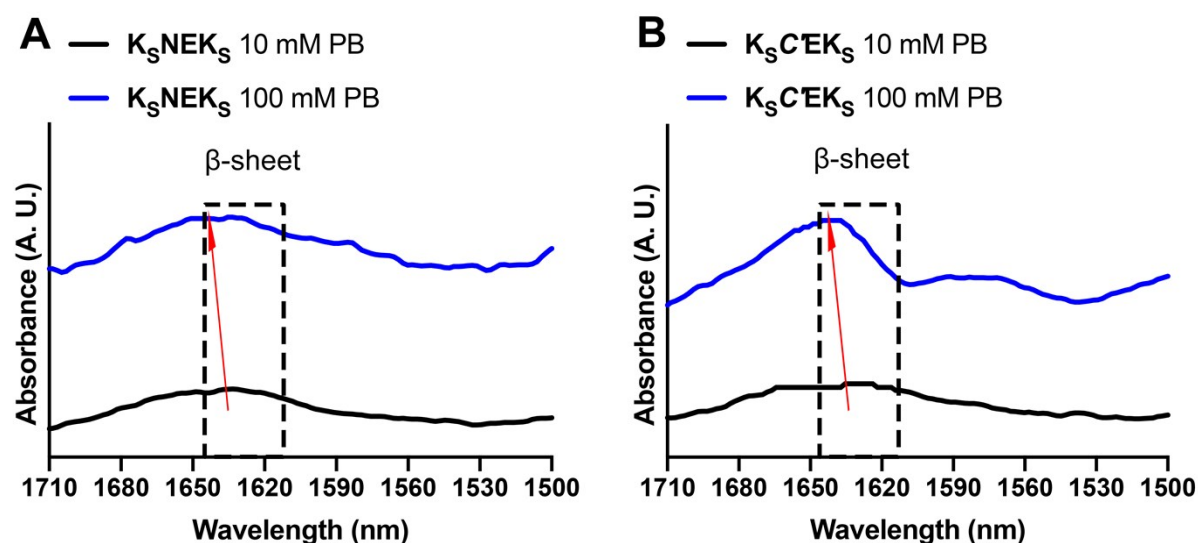 A
K_SNEK_S 10 mM PB
K_SNEK_S 100 mM PB
β-sheet
Absorbance (A. U.)
1710 1680 1650 1620 1590 1560 1530 1500
Wavelength (nm)
B
K_SC'EK_S 10 mM PB
K_SC'EK_S 100 mM PB
β-sheet
Absorbance (A. U.)
1710 1680 1650 1620 1590 1560 1530 1500
Wavelength (nm)